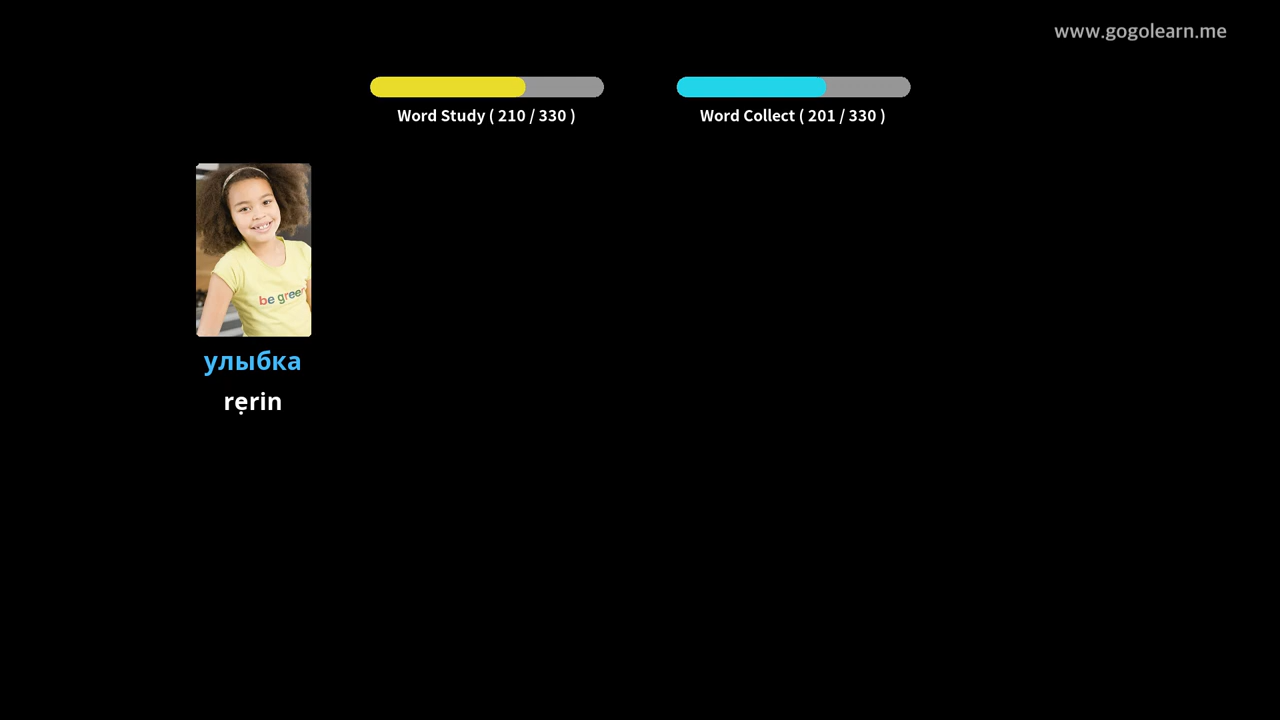 www.gogolearn.me
Word Study ( 210 / 330 )
Word Collect ( 201 / 330 )
be green
улыбка
rẹrin